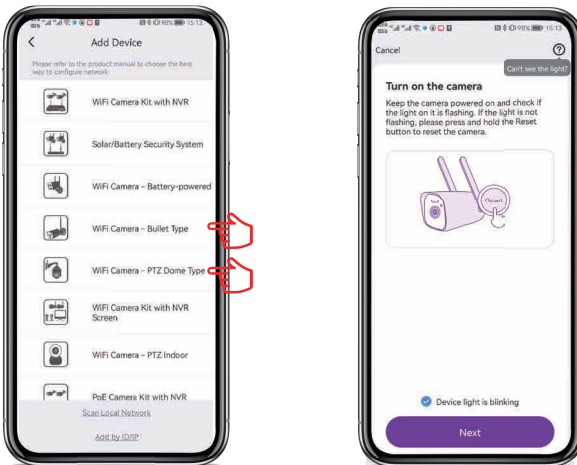 15:13
Add Device
Please refer to the product manual to choose the best
way to configure network
WiFi Camera Kit with NVR
Solar/Battery Security System
WiFi Camera - Battery-powered
WiFi Camera - Bullet Type
WiFi Camera - PTZ Dome Type
WiFi Camera Kit with NVR
Screen
WiFi Camera - PTZ Indoor
PoE Camera Kit with NVR
Scan Local Network
Add by ID/IP
15:13
Cancel
Can't see the light?
Turn on the camera
Keep the camera powered on and check if
the light on it is flashing. If the light is not
flashing, please press and hold the Reset
button to reset the camera.
Device light is blinking
Next